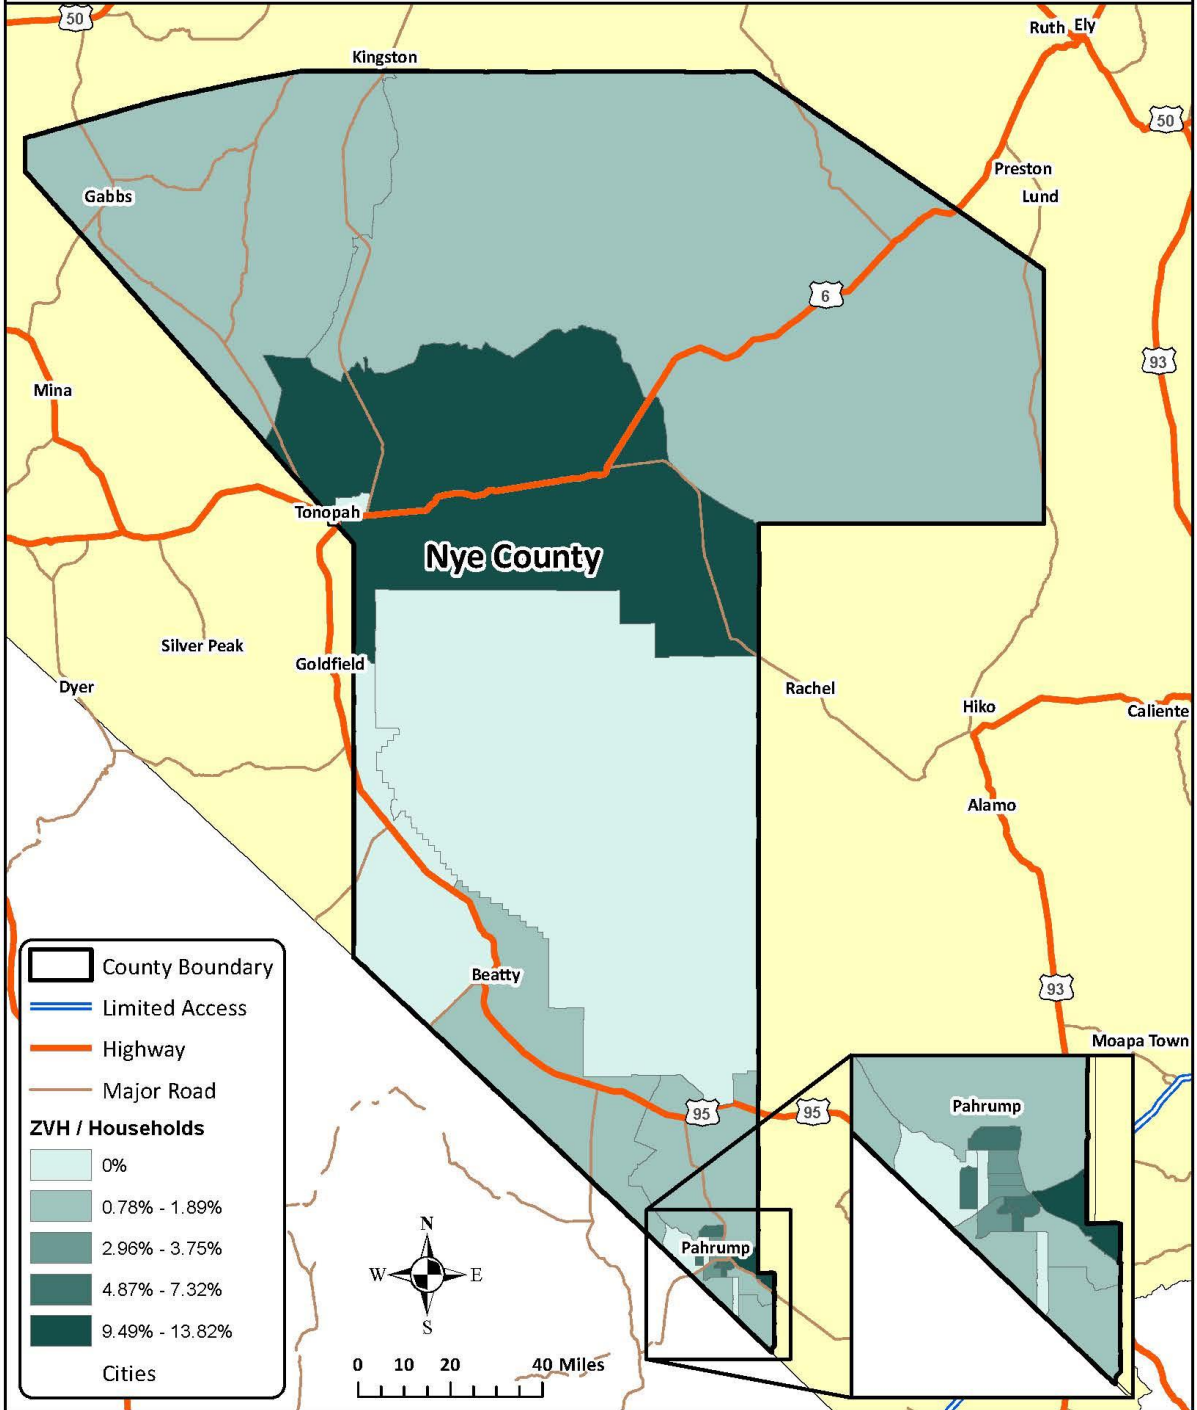 50
Ruth Ely
Kingston
50
Preston
Gabbs
Lund
6
93
Mina
Tonopah
Nye County
Silver Peak
Goldfield
Dyer
Rachel
Hiko
Caliente
Alamo
Beatty
93
Moapa Town
95
95
Pahrump
Pahrump
County Boundary
Limited Access
Highway
Major Road
ZVH / Households
0%
0.78% - 1.89%
2.96% - 3.75%
4.87% - 7.32%
9.49% - 13.82%
Cities
N
W E
S
0 10 20 40 Miles